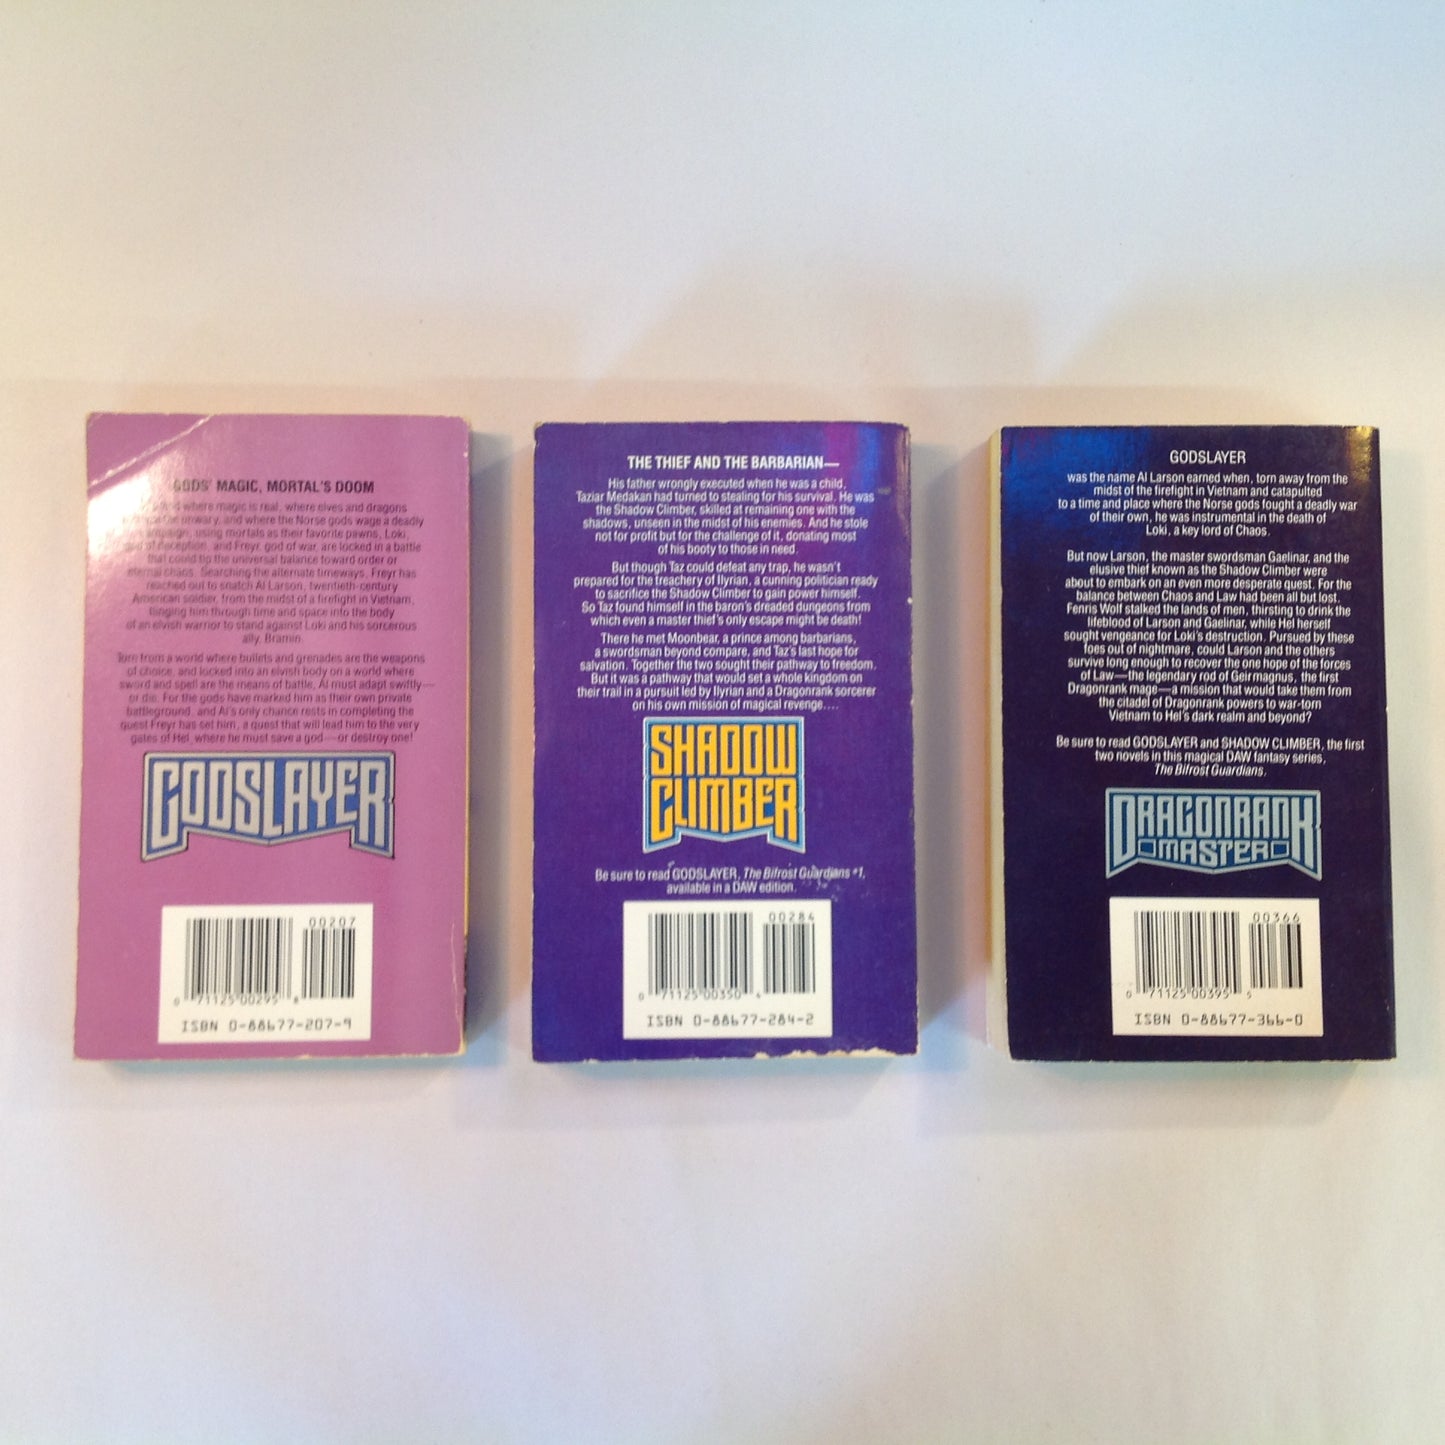 GODS' MAGIC, MORTAL'S DOOM
where magic is real, where elves and dragons
unwary, and where the Norse gods wage a deadly
campaign, using mortals as their favorite pawns, Loki,
god of deception, and Freyr, god of war, are locked in a battle
that could tip the universal balance toward order or
eternal chaos. Searching the alternate timeways, Freyr has
reached out to snatch Al Larson, twentieth-century
American soldier, from the midst of a firefight in Vietnam,
flinging him through time and space into the body
of an elvish warrior to stand against Loki and his sorcerous
ally, Bramin.
Torn from a world where bullets and grenades are the weapons
of choice, and locked into an elvish body on a world where
sword and spell are the means of battle, Al must adapt swiftly—
or die. For the gods have marked him as their own private
battleground, and Al's only chance rests in completing the
quest Freyr has set him, a quest that will lead him to the very
gates of Hel, where he must save a god—or destroy one!
GODSLAYER
00207
0 71125 00295 8
ISBN 0-88677-207-9
THE THIEF AND THE BARBARIAN—
His father wrongly executed when he was a child,
Taziar Medakan had turned to stealing for his survival. He was
the Shadow Climber, skilled at remaining one with the
shadows, unseen in the midst of his enemies. And he stole
not for profit but for the challenge of it, donating most
of his booty to those in need.
But though Taz could defeat any trap, he wasn't
prepared for the treachery of Ilyrian, a cunning politician ready
to sacrifice the Shadow Climber to gain power himself.
So Taz found himself in the baron's dreaded dungeons from
which even a master thief's only escape might be death!
There he met Moonbear, a prince among barbarians,
a swordsman beyond compare, and Taz's last hope for
salvation. Together the two sought their pathway to freedom.
But it was a pathway that would set a whole kingdom on
their trail in a pursuit led by Ilyrian and a Dragonrank sorcerer
on his own mission of magical revenge....
SHADOW
CLIMBER
Be sure to read GODSLAYER, The Bifrost Guardians #1,
available in a DAW edition.
00284
0 71125 00350 4
ISBN 0-88677-284-2
GODSLAYER
was the name Al Larson earned when, torn away from the
midst of the firefight in Vietnam and catapulted
to a time and place where the Norse gods fought a deadly war
of their own, he was instrumental in the death of
Loki, a key lord of Chaos.
But now Larson, the master swordsman Gaelinar, and the
elusive thief known as the Shadow Climber were
about to embark on an even more desperate quest. For the
balance between Chaos and Law had been all but lost.
Fenris Wolf stalked the lands of men, thirsting to drink the
lifeblood of Larson and Gaelinar, while Hel herself
sought vengeance for Loki's destruction. Pursued by these
foes out of nightmare, could Larson and the others
survive long enough to recover the one hope of the forces
of Law—the legendary rod of Geirmagnus, the first
Dragonrank mage—a mission that would take them from
the citadel of Dragonrank powers to war-torn
Vietnam to Hel's dark realm and beyond?
Be sure to read GODSLAYER and SHADOW CLIMBER, the first
two novels in this magical DAW fantasy series,
The Bifrost Guardians.
DRAGONRANK
MASTER
00366
0 71125 00395 5
ISBN 0-88677-366-0